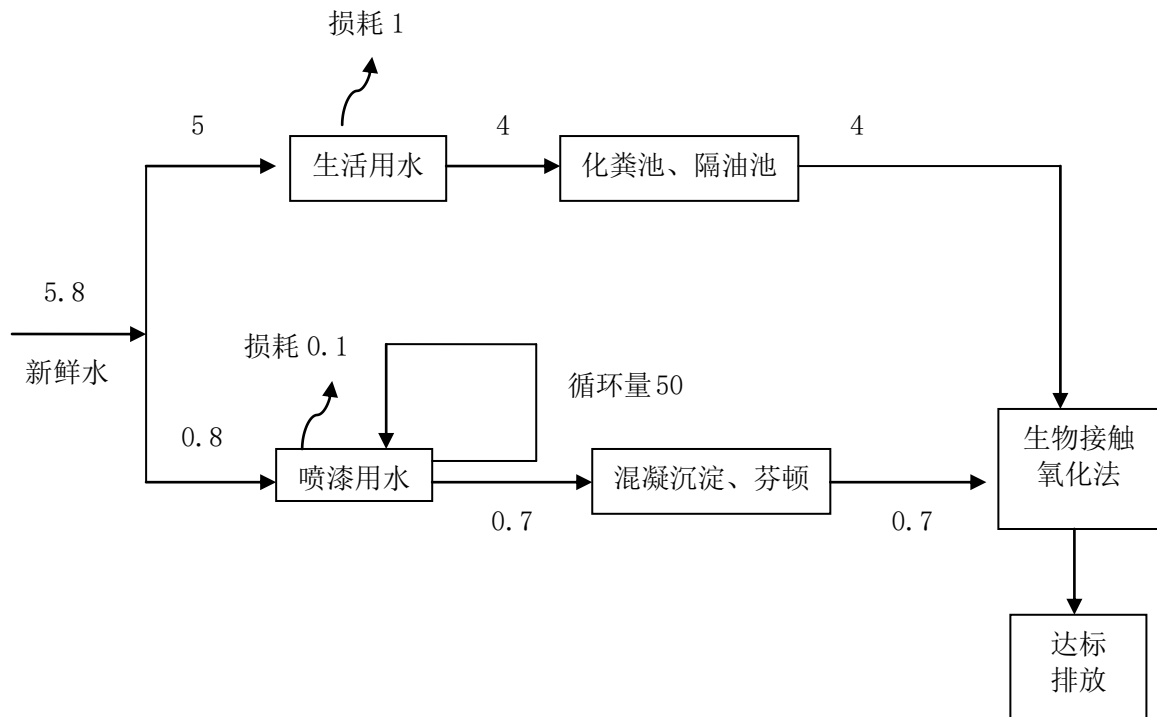 损耗 1
5
4
4
生活用水
化粪池、隔油池
5.8
新鲜水
损耗 0.1
循环量 50
0.8
喷漆用水
混凝沉淀、芬顿
生物接触
氧化法
0.7
0.7
达标
排放